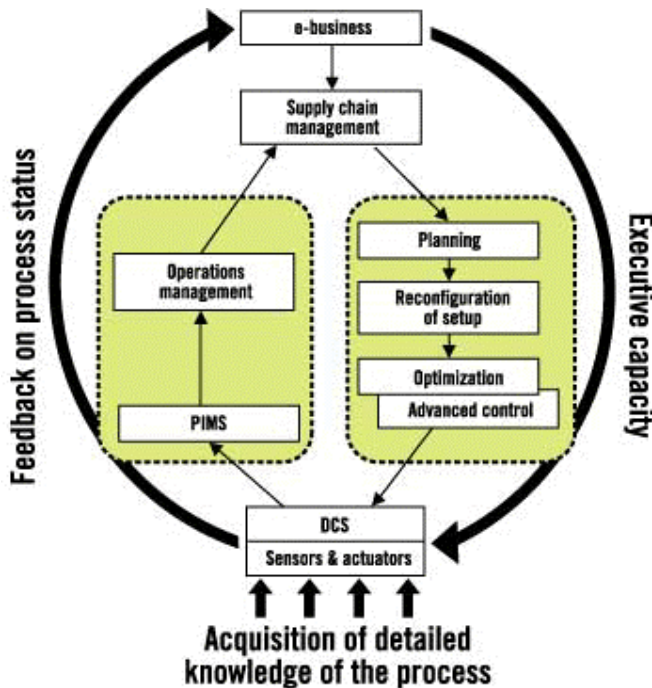 e-business
Supply chain
management
Feedback on process status
Executive capacity
Operations
management
PIMS
Planning
Reconfiguration
of setup
Optimization
Advanced control
DCS
Sensors & actuators
Acquisition of detailed
knowledge of the process